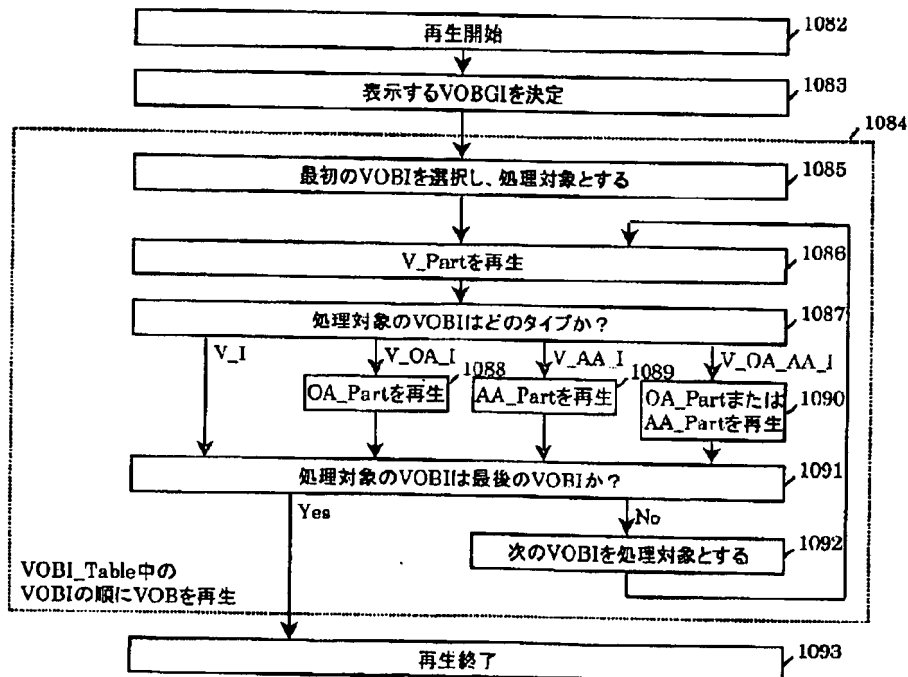 再生開始
1082
表示するVOBGIを決定
1083
1084
最初のVOBIを選択し、処理対象とする
1085
V_Partを再生
1086
処理対象のVOBIはどのタイプか?
1087
V_I
V_OA_I
V_AA_I
V_OA_AA_I
1088
1089
OA_Partを再生
AA_Partを再生
OA_Partまたは
AA_Partを再生
1090
処理対象のVOBIは最後のVOBIか?
1091
Yes
No
次のVOBIを処理対象とする
1092
VOBI_Table中の
VOBIの順にVOBを再生
再生終了
1093